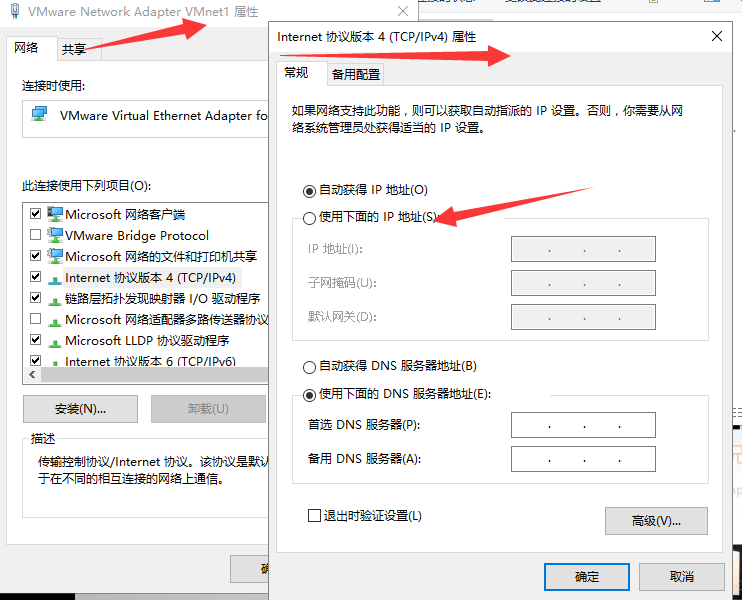 VMware Network Adapter VMnet1 属性
网络
共享
连接时使用:
VMware Virtual Ethernet Adapter fo
此连接使用下列项目(O):
Microsoft 网络客户端
VMware Bridge Protocol
Microsoft 网络的文件和打印机共享
Internet 协议版本 4 (TCP/IPv4)
链路层拓扑发现映射器 I/O 驱动程序
Microsoft 网络适配器多路传送器协议
Microsoft LLDP 协议驱动程序
Internet 协议版本 6 (TCP/IPv6)
安装(N)...
卸载(U)
描述
传输控制协议/Internet 协议。该协议是默认
于在不同的相互连接的网络上通信。
Internet 协议版本 4 (TCP/IPv4) 属性
常规
备用配置
如果网络支持此功能，则可以获取自动指派的 IP 设置。否则，你需要从网
络系统管理员处获得适当的 IP 设置。
自动获得 IP 地址(O)
使用下面的 IP 地址(S):
IP 地址(I):
子网掩码(U):
默认网关(D):
自动获得 DNS 服务器地址(B)
使用下面的 DNS 服务器地址(E):
首选 DNS 服务器(P):
备用 DNS 服务器(A):
退出时验证设置(L)
高级(V)...
确定
取消